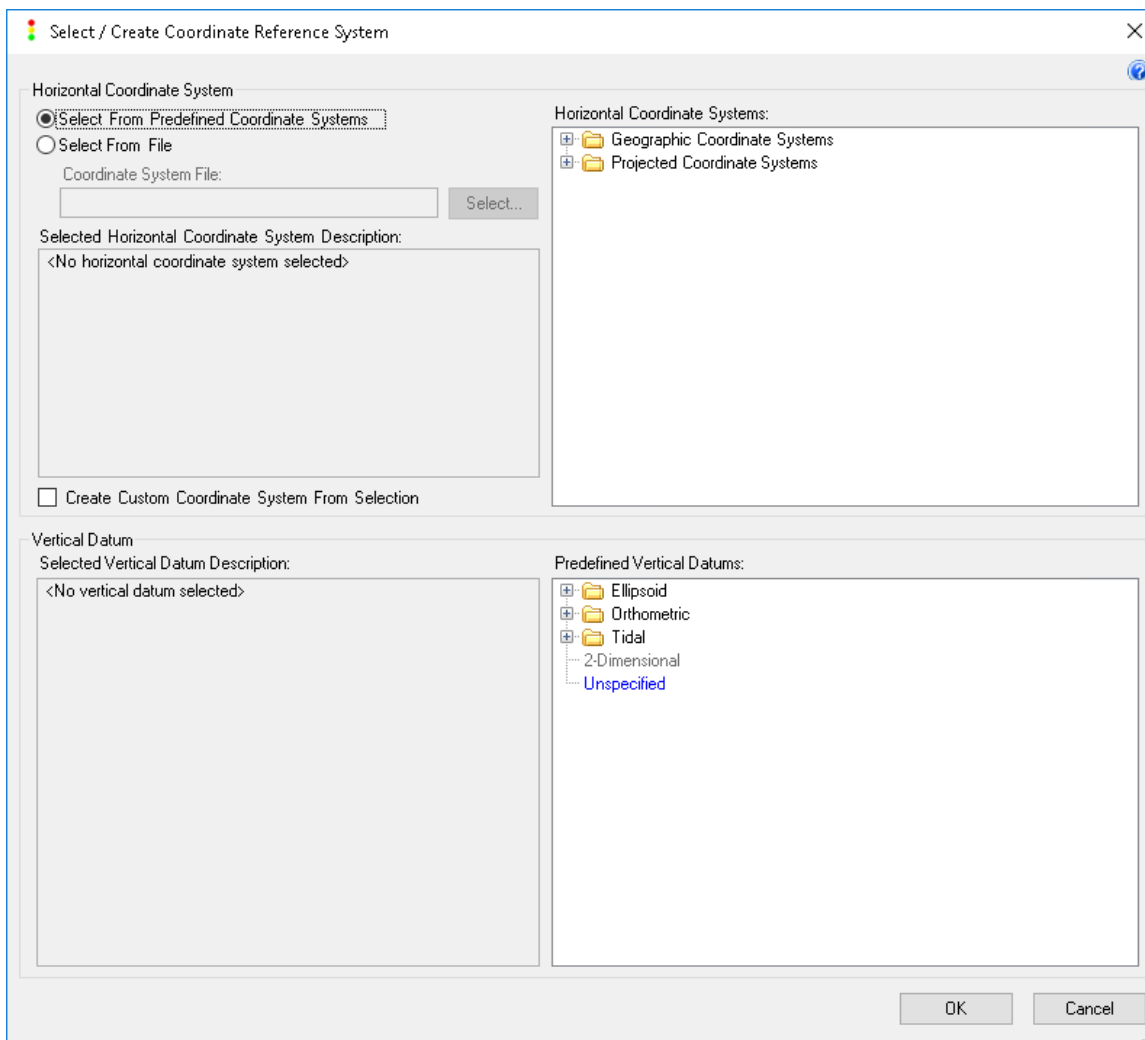 Select / Create Coordinate Reference System
Horizontal Coordinate System
Select From Predefined Coordinate Systems
Select From File
Coordinate System File:
Select...
Selected Horizontal Coordinate System Description:
<No horizontal coordinate system selected>
Create Custom Coordinate System From Selection
Horizontal Coordinate Systems:
Geographic Coordinate Systems
Projected Coordinate Systems
Vertical Datum
Selected Vertical Datum Description:
<No vertical datum selected>
Predefined Vertical Datums:
Ellipsoid
Orthometric
Tidal
2-Dimensional
Unspecified
OK
Cancel